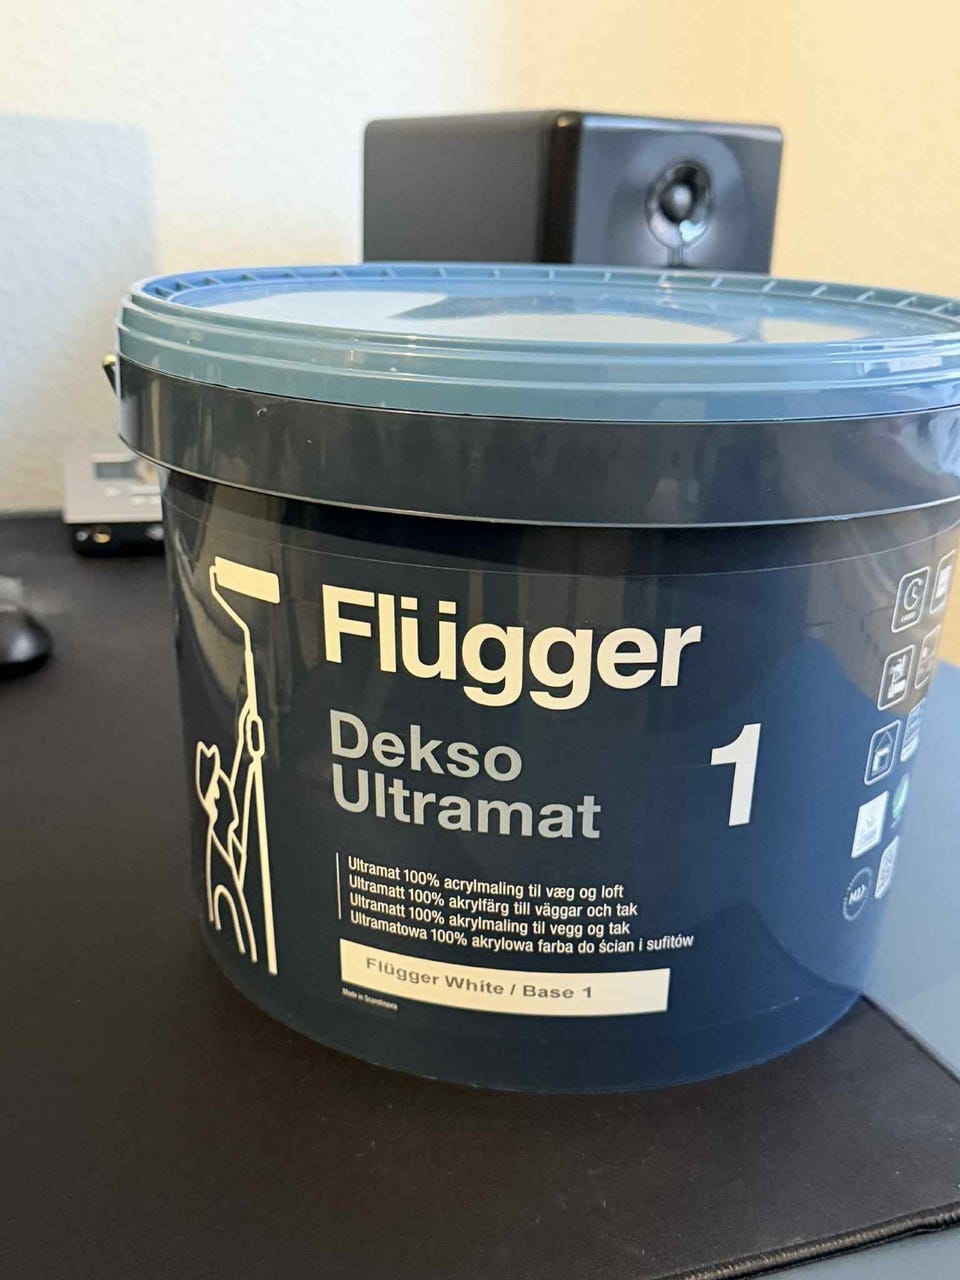 Flügger
Dekso
Ultramat
1
Ultramat 100% acrylmaling til væg og loft
Ultramatt 100% akrylfärg till väggar och tak
Ultramatt 100% akrylmaling til vegg og tak
Ultramatowa 100% akrylowa farba do ścian i sufitów
Flügger White / Base 1
Made in Scandinavia